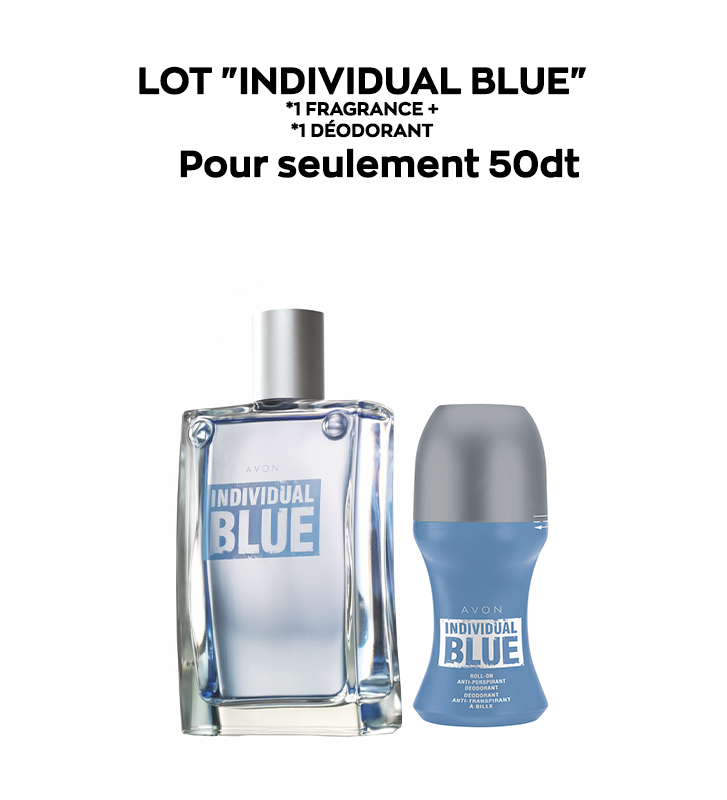 LOT "INDIVIDUAL BLUE"
*1 FRAGRANCE +
*1 DÉODORANT
Pour seulement 50dt
AVON
INDIVIDUAL
BLUE
AVON
INDIVIDUAL
BLUE
ROLL-ON
ANTI-PERSPIRANT
DEODORANT
DÉODORANT
ANTI-TRANSPIRANT
À BILLE